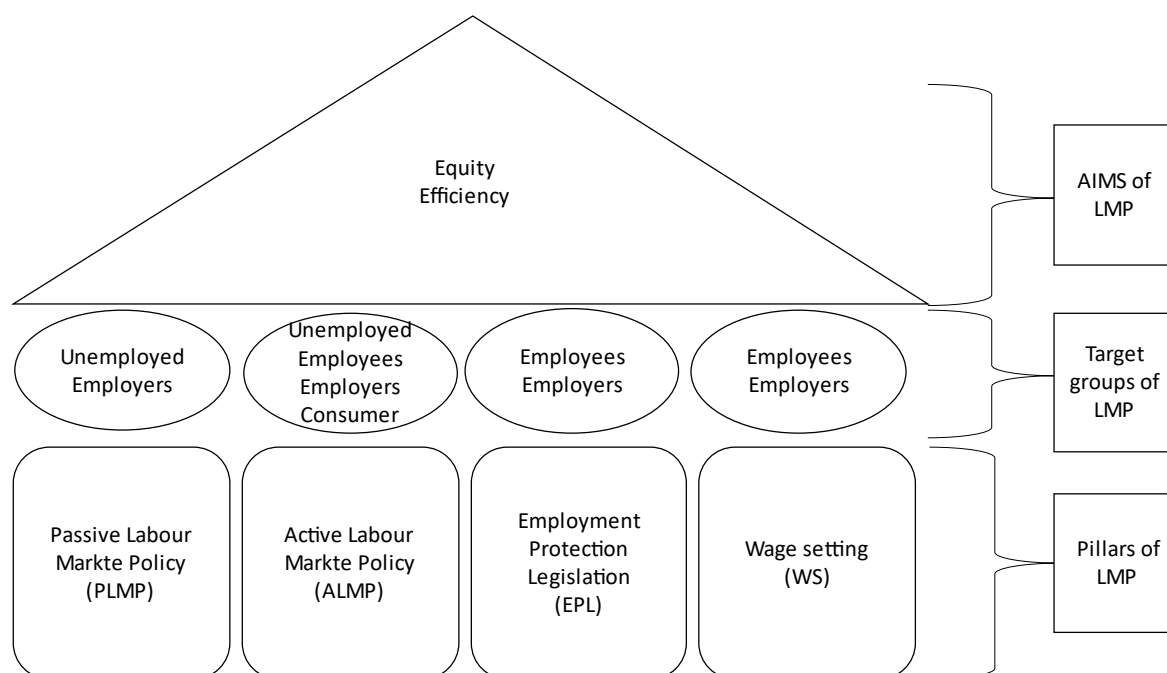 Equity
Efficiency
AIMS of
LMP
Unemployed
Employers
Unemployed
Employees
Employers
Consumer
Employees
Employers
Employees
Employers
Target
groups of
LMP
Passive Labour
Markte Policy
(PLMP)
Active Labour
Markte Policy
(ALMP)
Employment
Protection
Legislation
(EPL)
Wage setting
(WS)
Pillars of
LMP